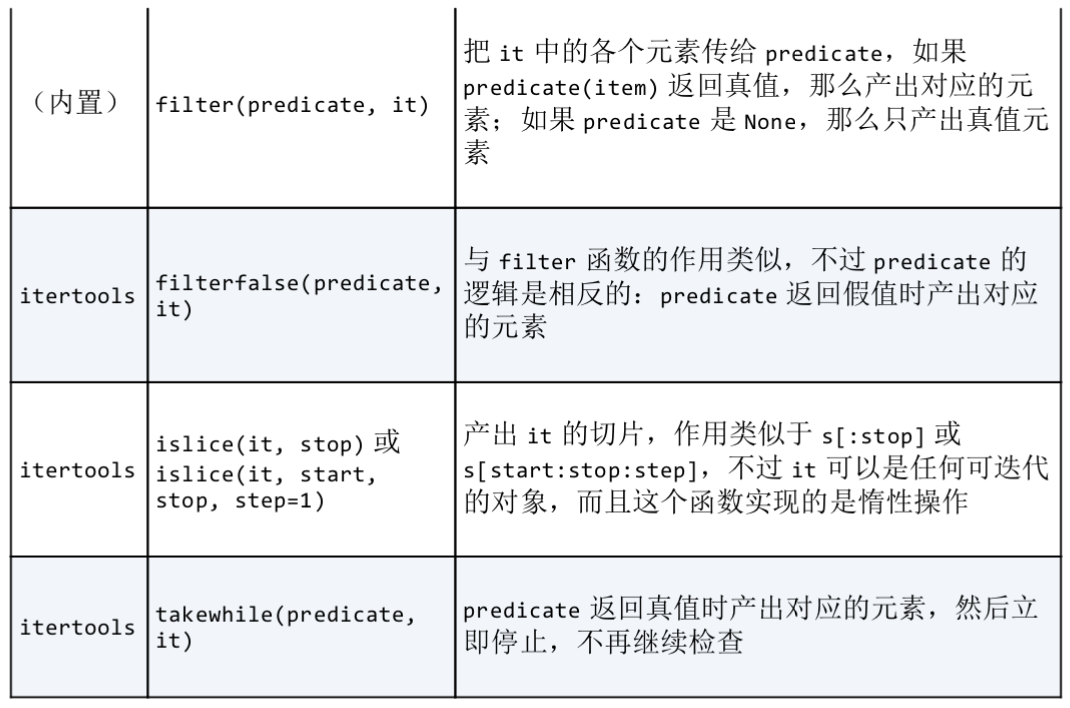 （内置）
filter(predicate, it)
把 it 中的各个元素传给 predicate，如果
predicate(item) 返回真值，那么产出对应的元
素；如果 predicate 是 None，那么只产出真值元
素
itertools
filterfalse(predicate,
it)
与 filter 函数的作用类似，不过 predicate 的
逻辑是相反的：predicate 返回假值时产出对应
的元素
itertools
islice(it, stop) 或
islice(it, start,
stop, step=1)
产出 it 的切片，作用类似于 s[:stop] 或
s[start:stop:step]，不过 it 可以是任何可迭代
的对象，而且这个函数实现的是惰性操作
itertools
takewhile(predicate,
it)
predicate 返回真值时产出对应的元素，然后立
即停止，不再继续检查